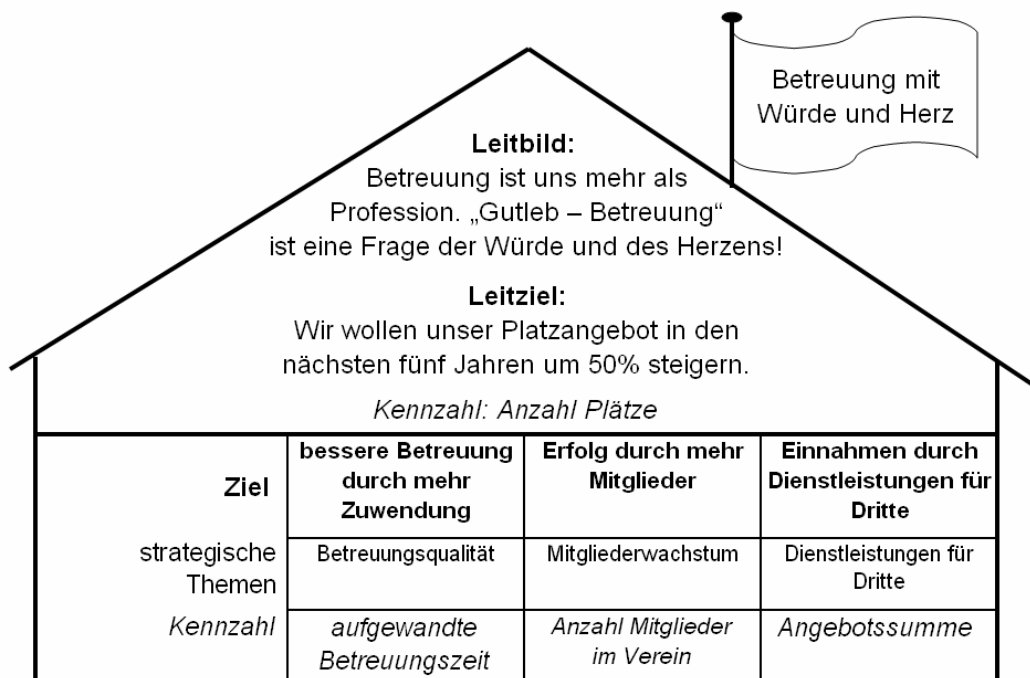 Betreuung mit
Würde und Herz
Leitbild:
Betreuung ist uns mehr als
Profession. „Gutleb – Betreuung“
ist eine Frage der Würde und des Herzens!
Leitziel:
Wir wollen unser Platzangebot in den
nächsten fünf Jahren um 50% steigern.
Kennzahl: Anzahl Plätze
Ziel
bessere Betreuung
durch mehr
Zuwendung
Erfolg durch mehr
Mitglieder
Einnahmen durch
Dienstleistungen für
Dritte
strategische
Themen
Betreuungsqualität
Mitgliederwachstum
Dienstleistungen für
Dritte
Kennzahl
aufgewandte
Betreuungszeit
Anzahl Mitglieder
im Verein
Angebotssumme